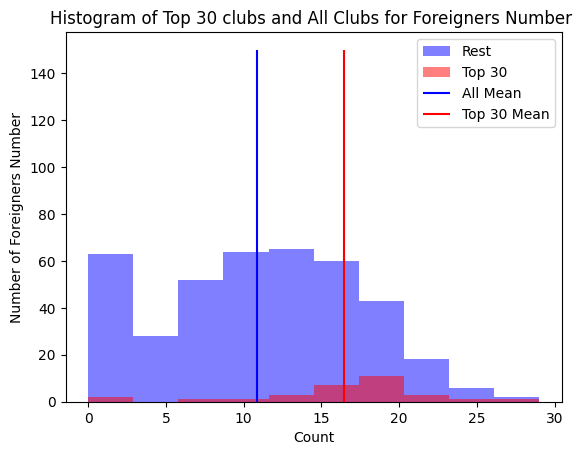 Histogram of Top 30 clubs and All Clubs for Foreigners Number
Rest
Top 30
All Mean
Top 30 Mean
Number of Foreigners Number
140
120
100
80
60
40
20
0
0 5 10 15 20 25 30
Count